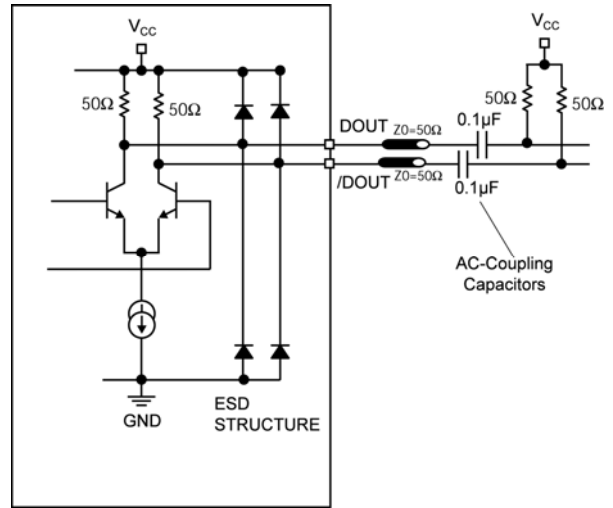 VCC
50Ω
50Ω
DOUT
Z0=50Ω
0.1µF
/DOUT
Z0=50Ω
0.1µF
VCC
50Ω
50Ω
AC-Coupling
Capacitors
GND
ESD
STRUCTURE